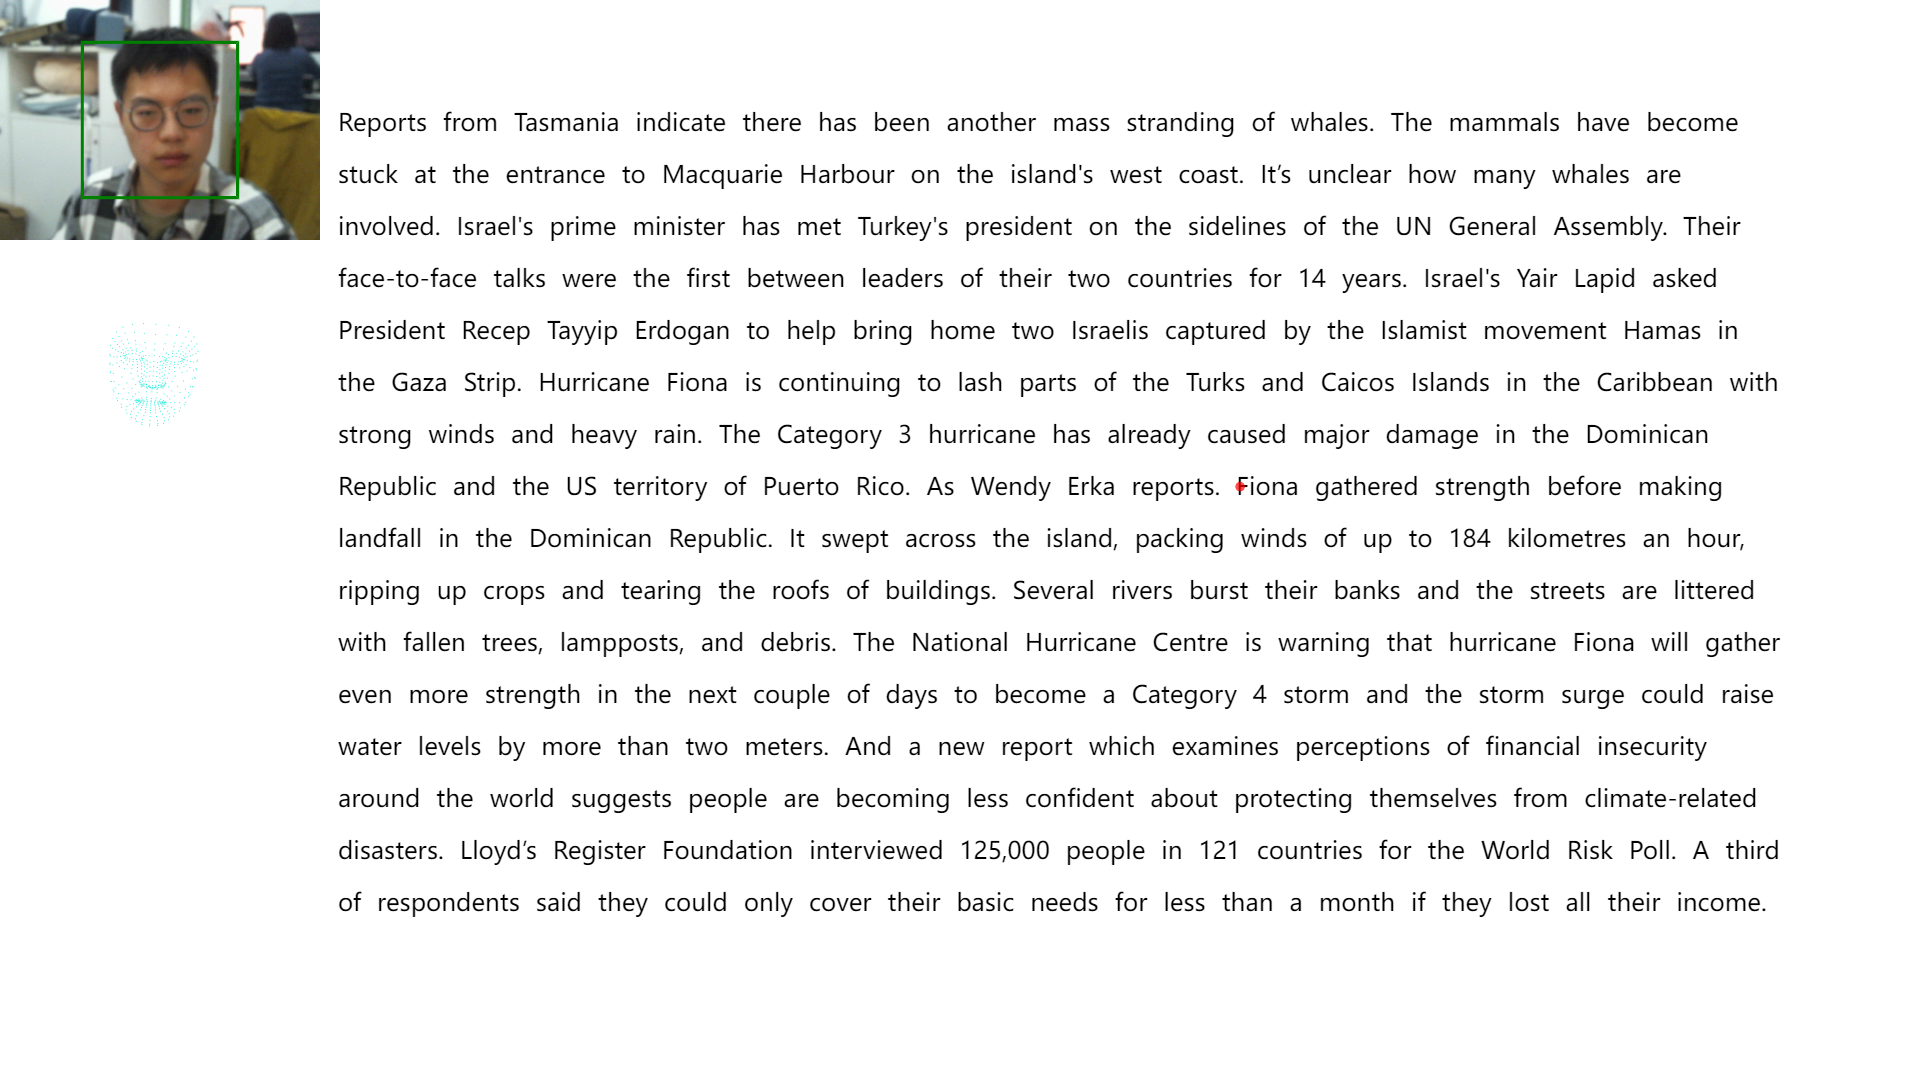 Reports from Tasmania indicate there has been another mass stranding of whales. The mammals have become
stuck at the entrance to Macquarie Harbour on the island's west coast. It’s unclear how many whales are
involved. Israel's prime minister has met Turkey's president on the sidelines of the UN General Assembly. Their
face-to-face talks were the first between leaders of their two countries for 14 years. Israel's Yair Lapid asked
President Recep Tayyip Erdogan to help bring home two Israelis captured by the Islamist movement Hamas in
the Gaza Strip. Hurricane Fiona is continuing to lash parts of the Turks and Caicos Islands in the Caribbean with
strong winds and heavy rain. The Category 3 hurricane has already caused major damage in the Dominican
Republic and the US territory of Puerto Rico. As Wendy Erka reports. Fiona gathered strength before making
landfall in the Dominican Republic. It swept across the island, packing winds of up to 184 kilometres an hour,
ripping up crops and tearing the roofs of buildings. Several rivers burst their banks and the streets are littered
with fallen trees, lampposts, and debris. The National Hurricane Centre is warning that hurricane Fiona will gather
even more strength in the next couple of days to become a Category 4 storm and the storm surge could raise
water levels by more than two meters. And a new report which examines perceptions of financial insecurity
around the world suggests people are becoming less confident about protecting themselves from climate-related
disasters. Lloyd’s Register Foundation interviewed 125,000 people in 121 countries for the World Risk Poll. A third
of respondents said they could only cover their basic needs for less than a month if they lost all their income.